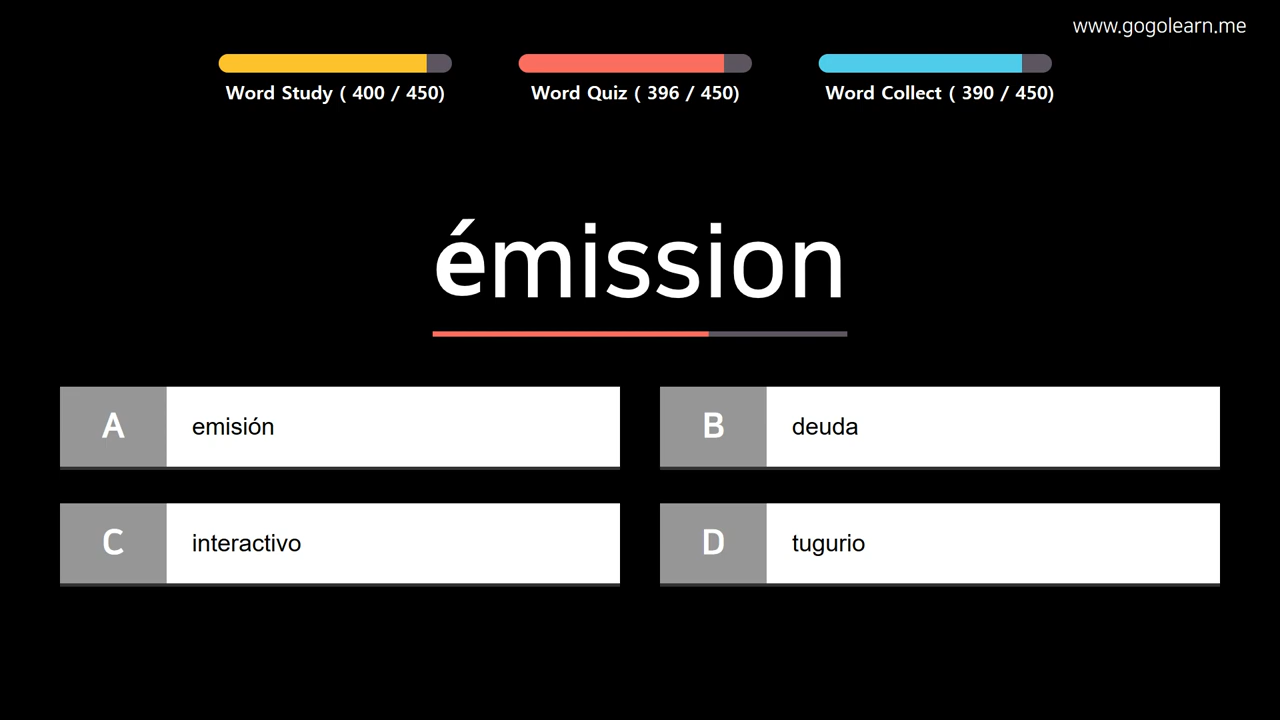 www.gogolearn.me
Word Study ( 400 / 450)
Word Quiz ( 396 / 450)
Word Collect ( 390 / 450)
émission
A emisión
B deuda
C interactivo
D tugurio